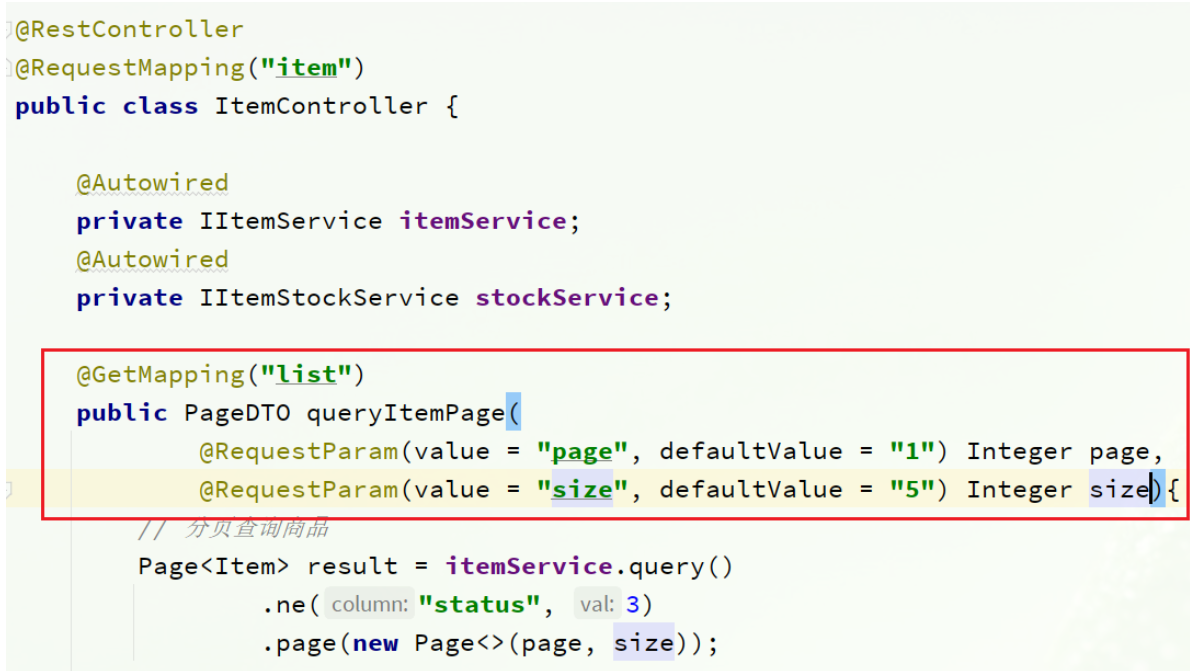 @RestController
@RequestMapping("item")
public class ItemController {
@Autowired
private IItemService itemService;
@Autowired
private IItemStockService stockService;
@GetMapping("list")
public PageDTO queryItemPage(
@RequestParam(value = "page", defaultValue = "1") Integer page,
@RequestParam(value = "size", defaultValue = "5") Integer size){
// 分页查询商品
Page<Item> result = itemService.query()
.ne( column: "status", val: 3)
.page(new Page<>(page, size));